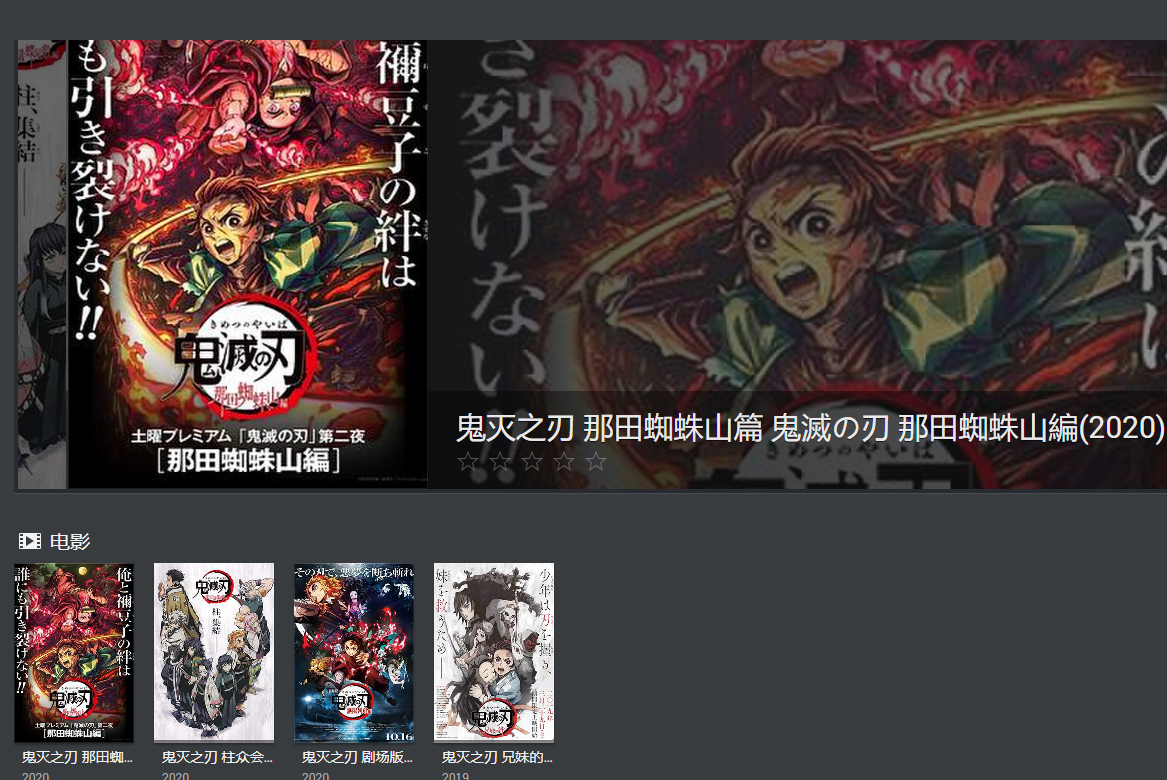 柱、集結
禰豆子の絆は
も引き裂けない!!
きめつのやいば
鬼滅の刃
那田蜘蛛山編
土曜プレミアム「鬼滅の刃」第二夜
[那田蜘蛛山編]
き裂けない
の絆は
鬼灭之刃 那田蜘蛛山篇 鬼滅の刃 那田蜘蛛山編(2020)
电影
俺と禰豆子の絆は
誰にも引き裂けない!!
鬼滅の刃
土曜プレミアム「鬼滅の刃」第二夜
[那田蜘蛛山編]
鬼滅の刃
柱、集結
その刃で、悪夢を断ち斬れ
鬼滅の刃
10.16
少年は刃を振る、
妹を救うため——
鬼滅の刃
鬼灭之刃 那田蜘...
2020
鬼灭之刃 柱众会...
2020
鬼灭之刃 剧场版...
2020
鬼灭之刃 兄妹的...
2019